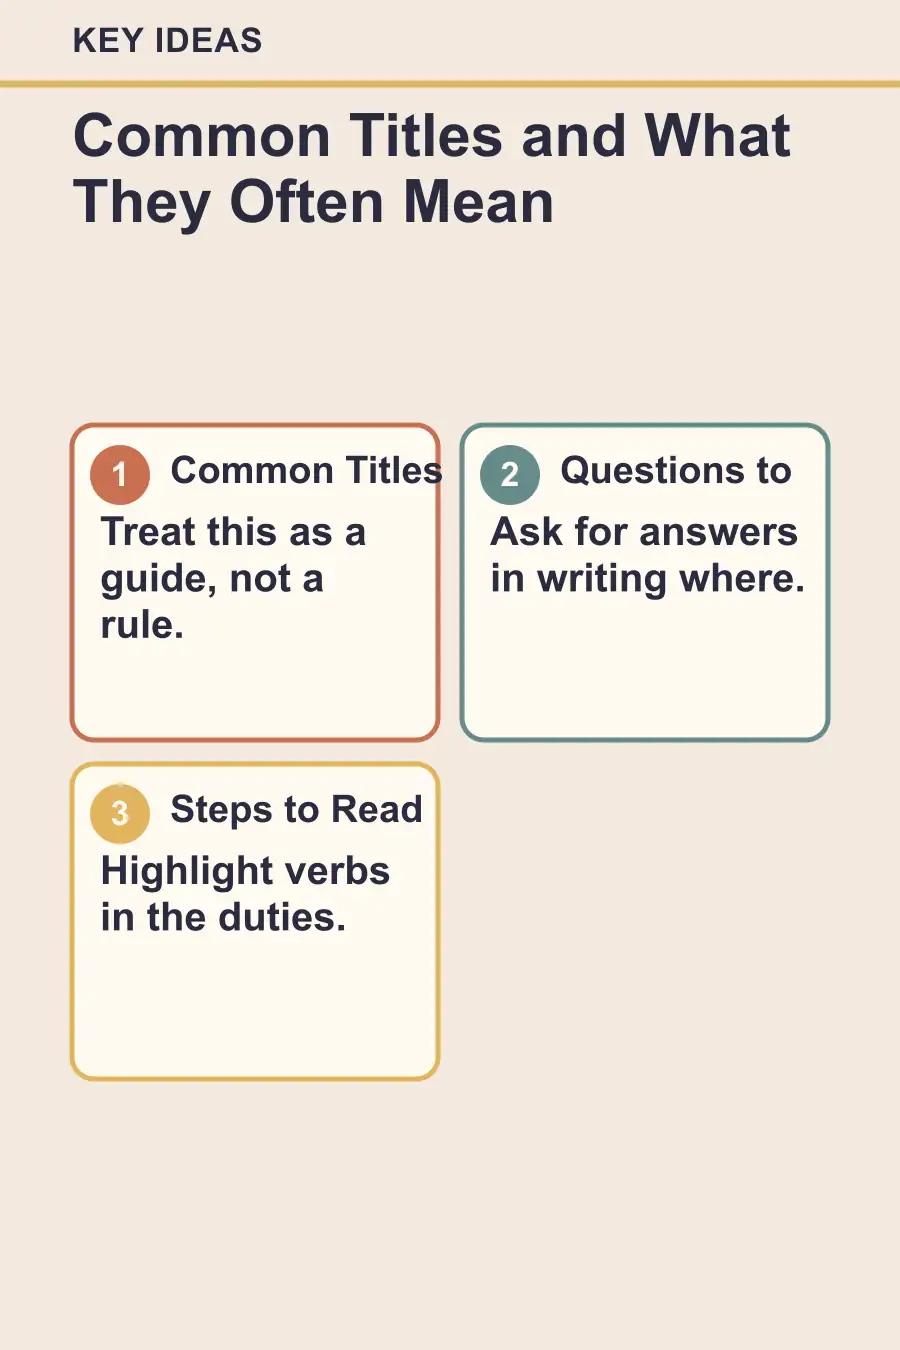 KEY IDEAS
Common Titles and What
They Often Mean
1 Common Titles
Treat this as a
guide, not a
rule.
2 Questions to
Ask for answers
in writing where.
3 Steps to Read
Highlight verbs
in the duties.